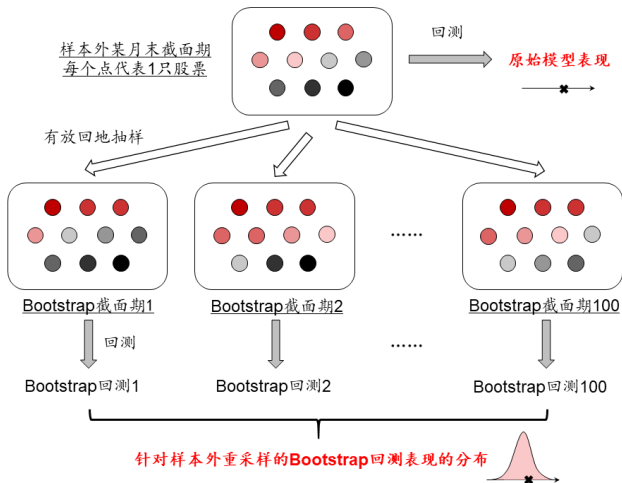 样本外某月末截面期
每个点代表1只股票
回测
原始模型表现
有放回地抽样
……
Bootstrap截面期1
Bootstrap截面期2
Bootstrap截面期100
回测
……
Bootstrap回测1
Bootstrap回测2
Bootstrap回测100
针对样本外重采样的Bootstrap回测表现的分布